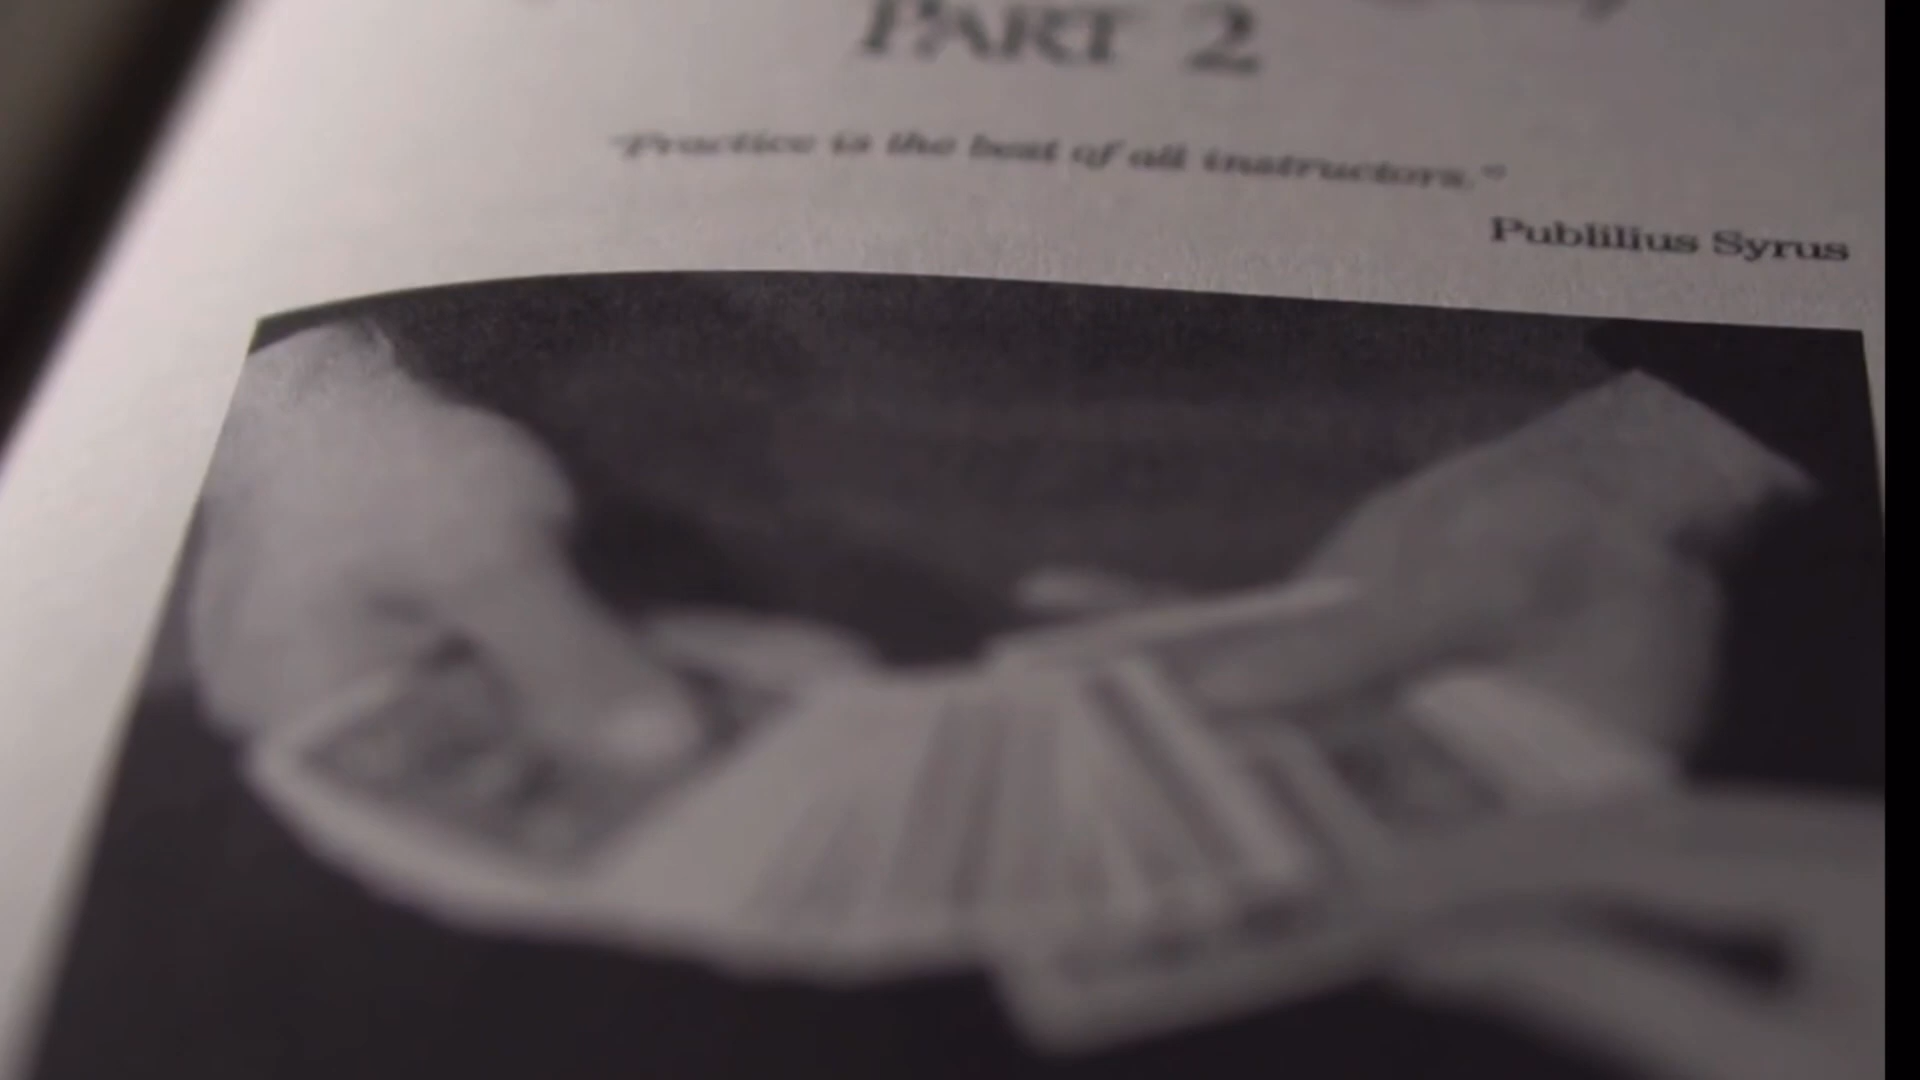 PART 2
"Practice is the best of all instructors."
Publilius Syrus